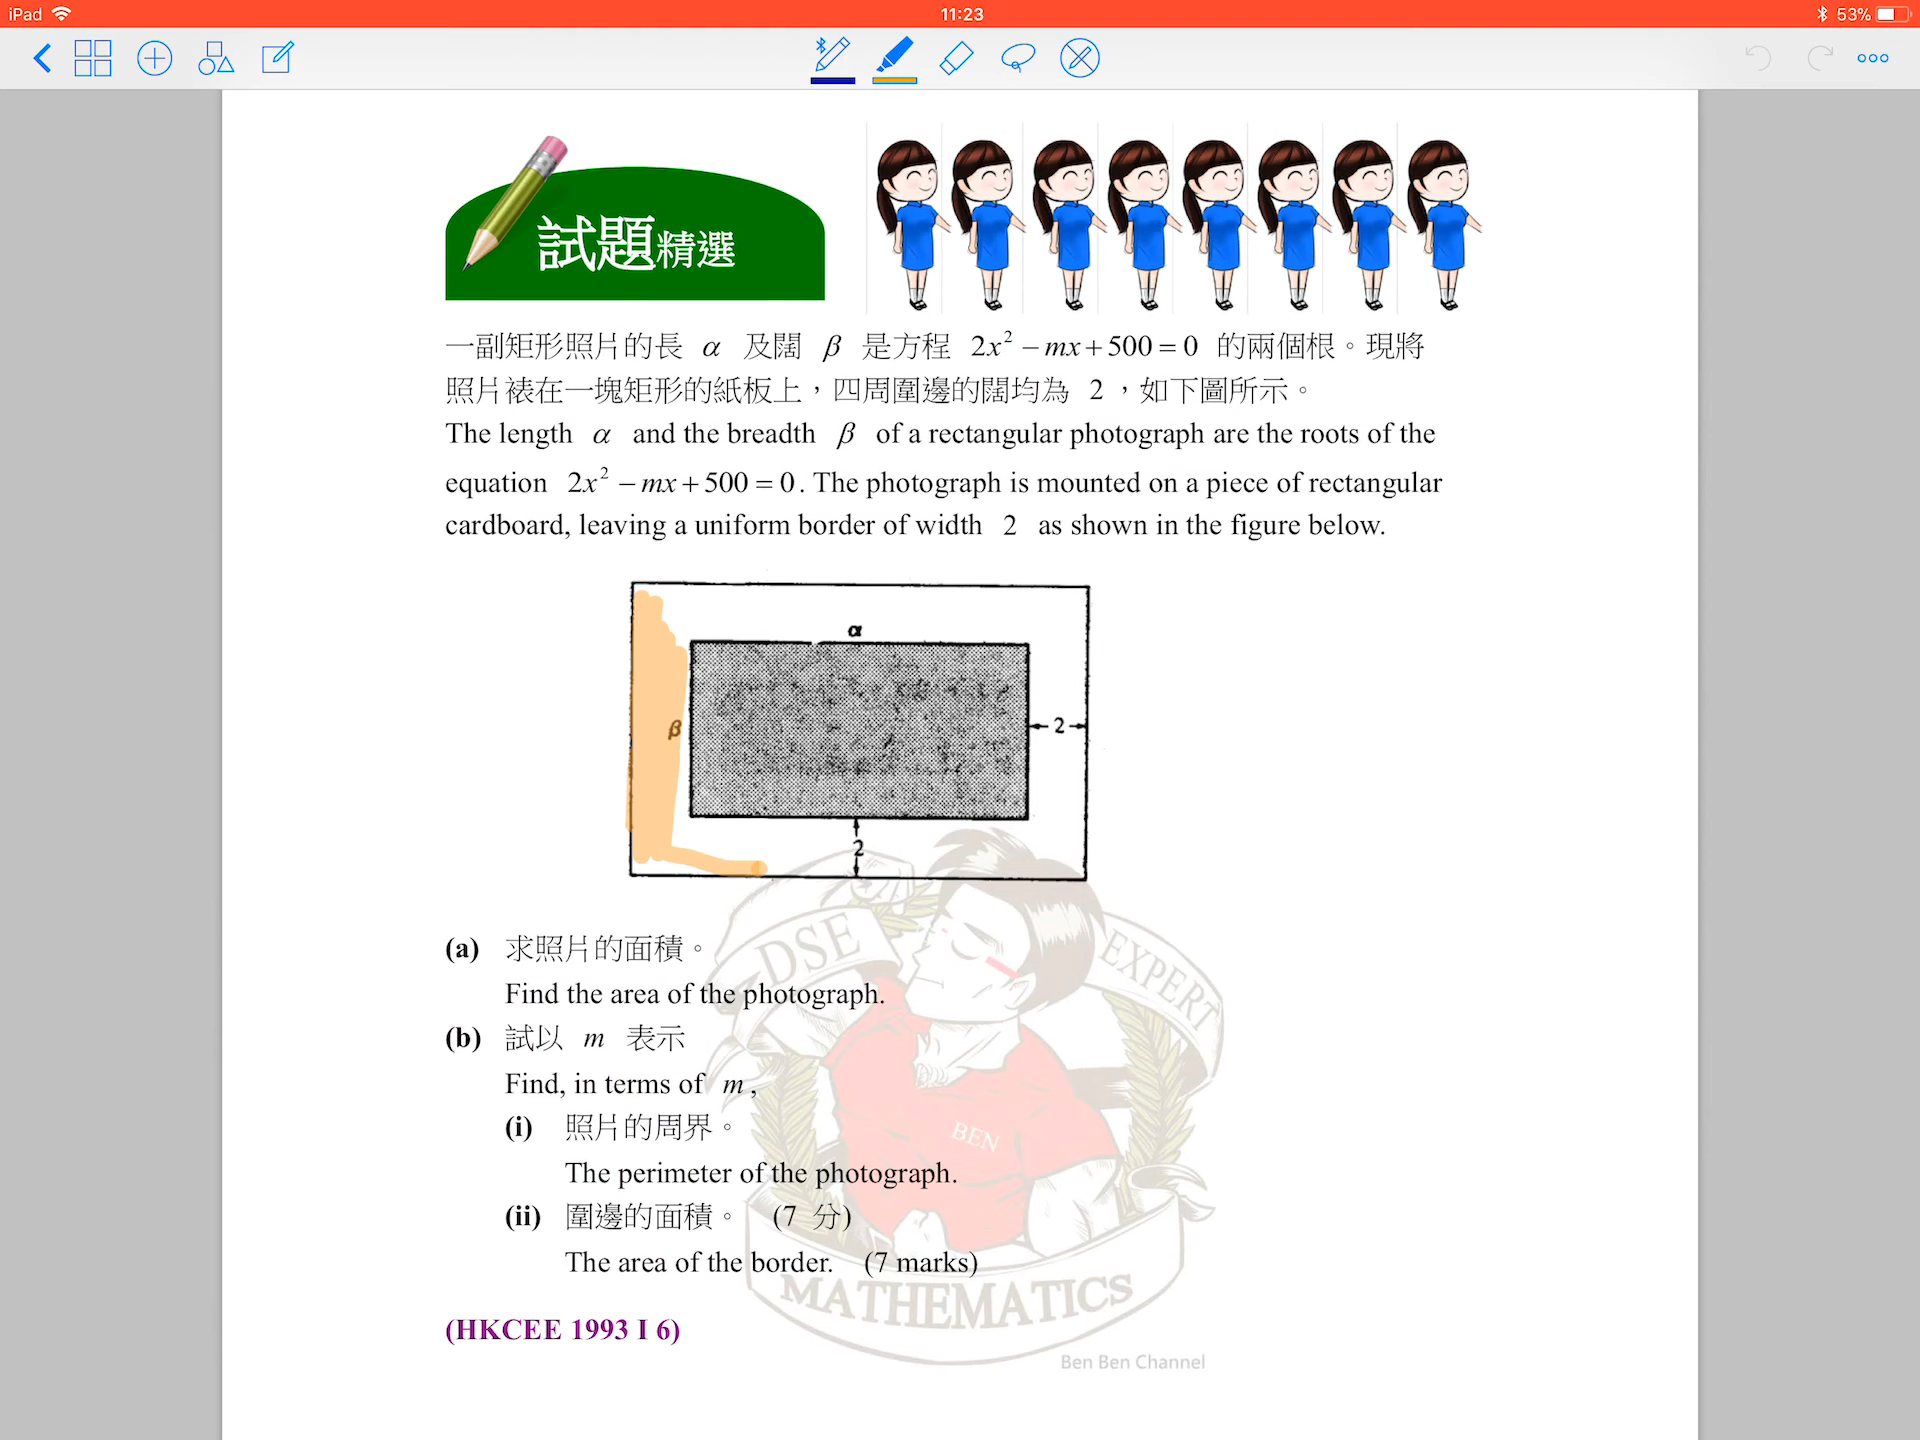 iPad
11:23
53%
試題精選
一副矩形照片的長 α 及闊 β 是方程 2x² − mx + 500 = 0 的兩個根。現將
照片裱在一塊矩形的紙板上，四周圍邊的闊均為 2，如下圖所示。
The length α and the breadth β of a rectangular photograph are the roots of the
equation 2x² − mx + 500 = 0. The photograph is mounted on a piece of rectangular
cardboard, leaving a uniform border of width 2 as shown in the figure below.
α
β
2
2
(a) 求照片的面積。
Find the area of the photograph.
(b) 試以 m 表示
Find, in terms of m,
(i) 照片的周界。
The perimeter of the photograph.
(ii) 圍邊的面積。 (7 分)
The area of the border. (7 marks)
(HKCEE 1993 I 6)
DSE
EXPERT
BEN
MATHEMATICS
Ben Ben Channel